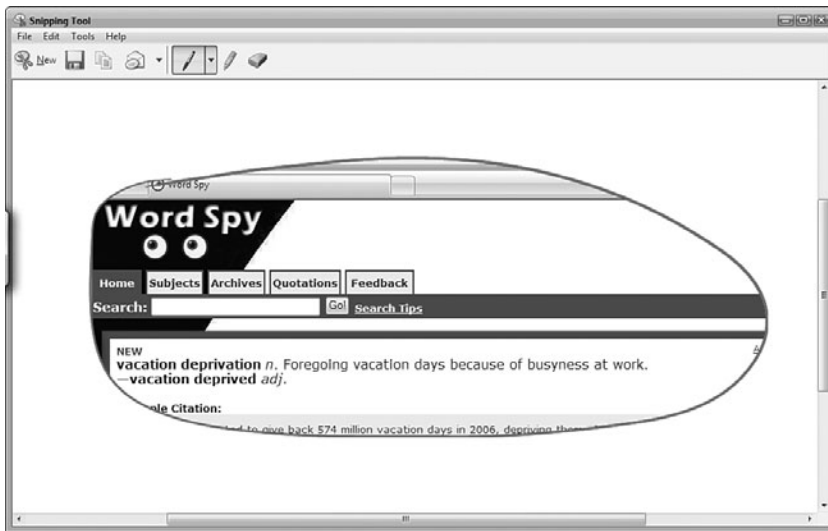 Snipping Tool
File Edit Tools Help
New
Word Spy
Word Spy
Home Subjects Archives Quotations Feedback
Search: Go! Search Tips
NEW
vacation deprivation n. Foregoing vacation days because of busyness at work.
—vacation deprived adj.
Citation:
to give back 574 million vacation days in 2006, depriving